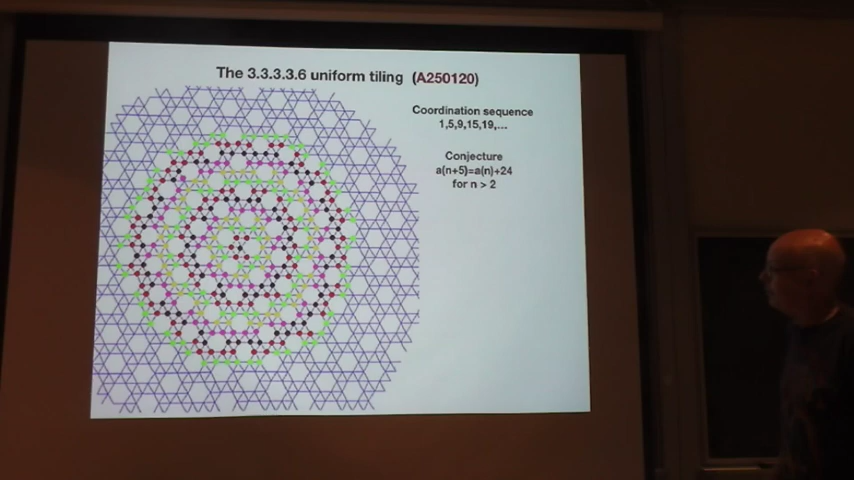 The 3.3.3.3.6 uniform tiling (A250120)
Coordination sequence
1,5,9,15,19,...
Conjecture
a(n+5)=a(n)+24
for n > 2